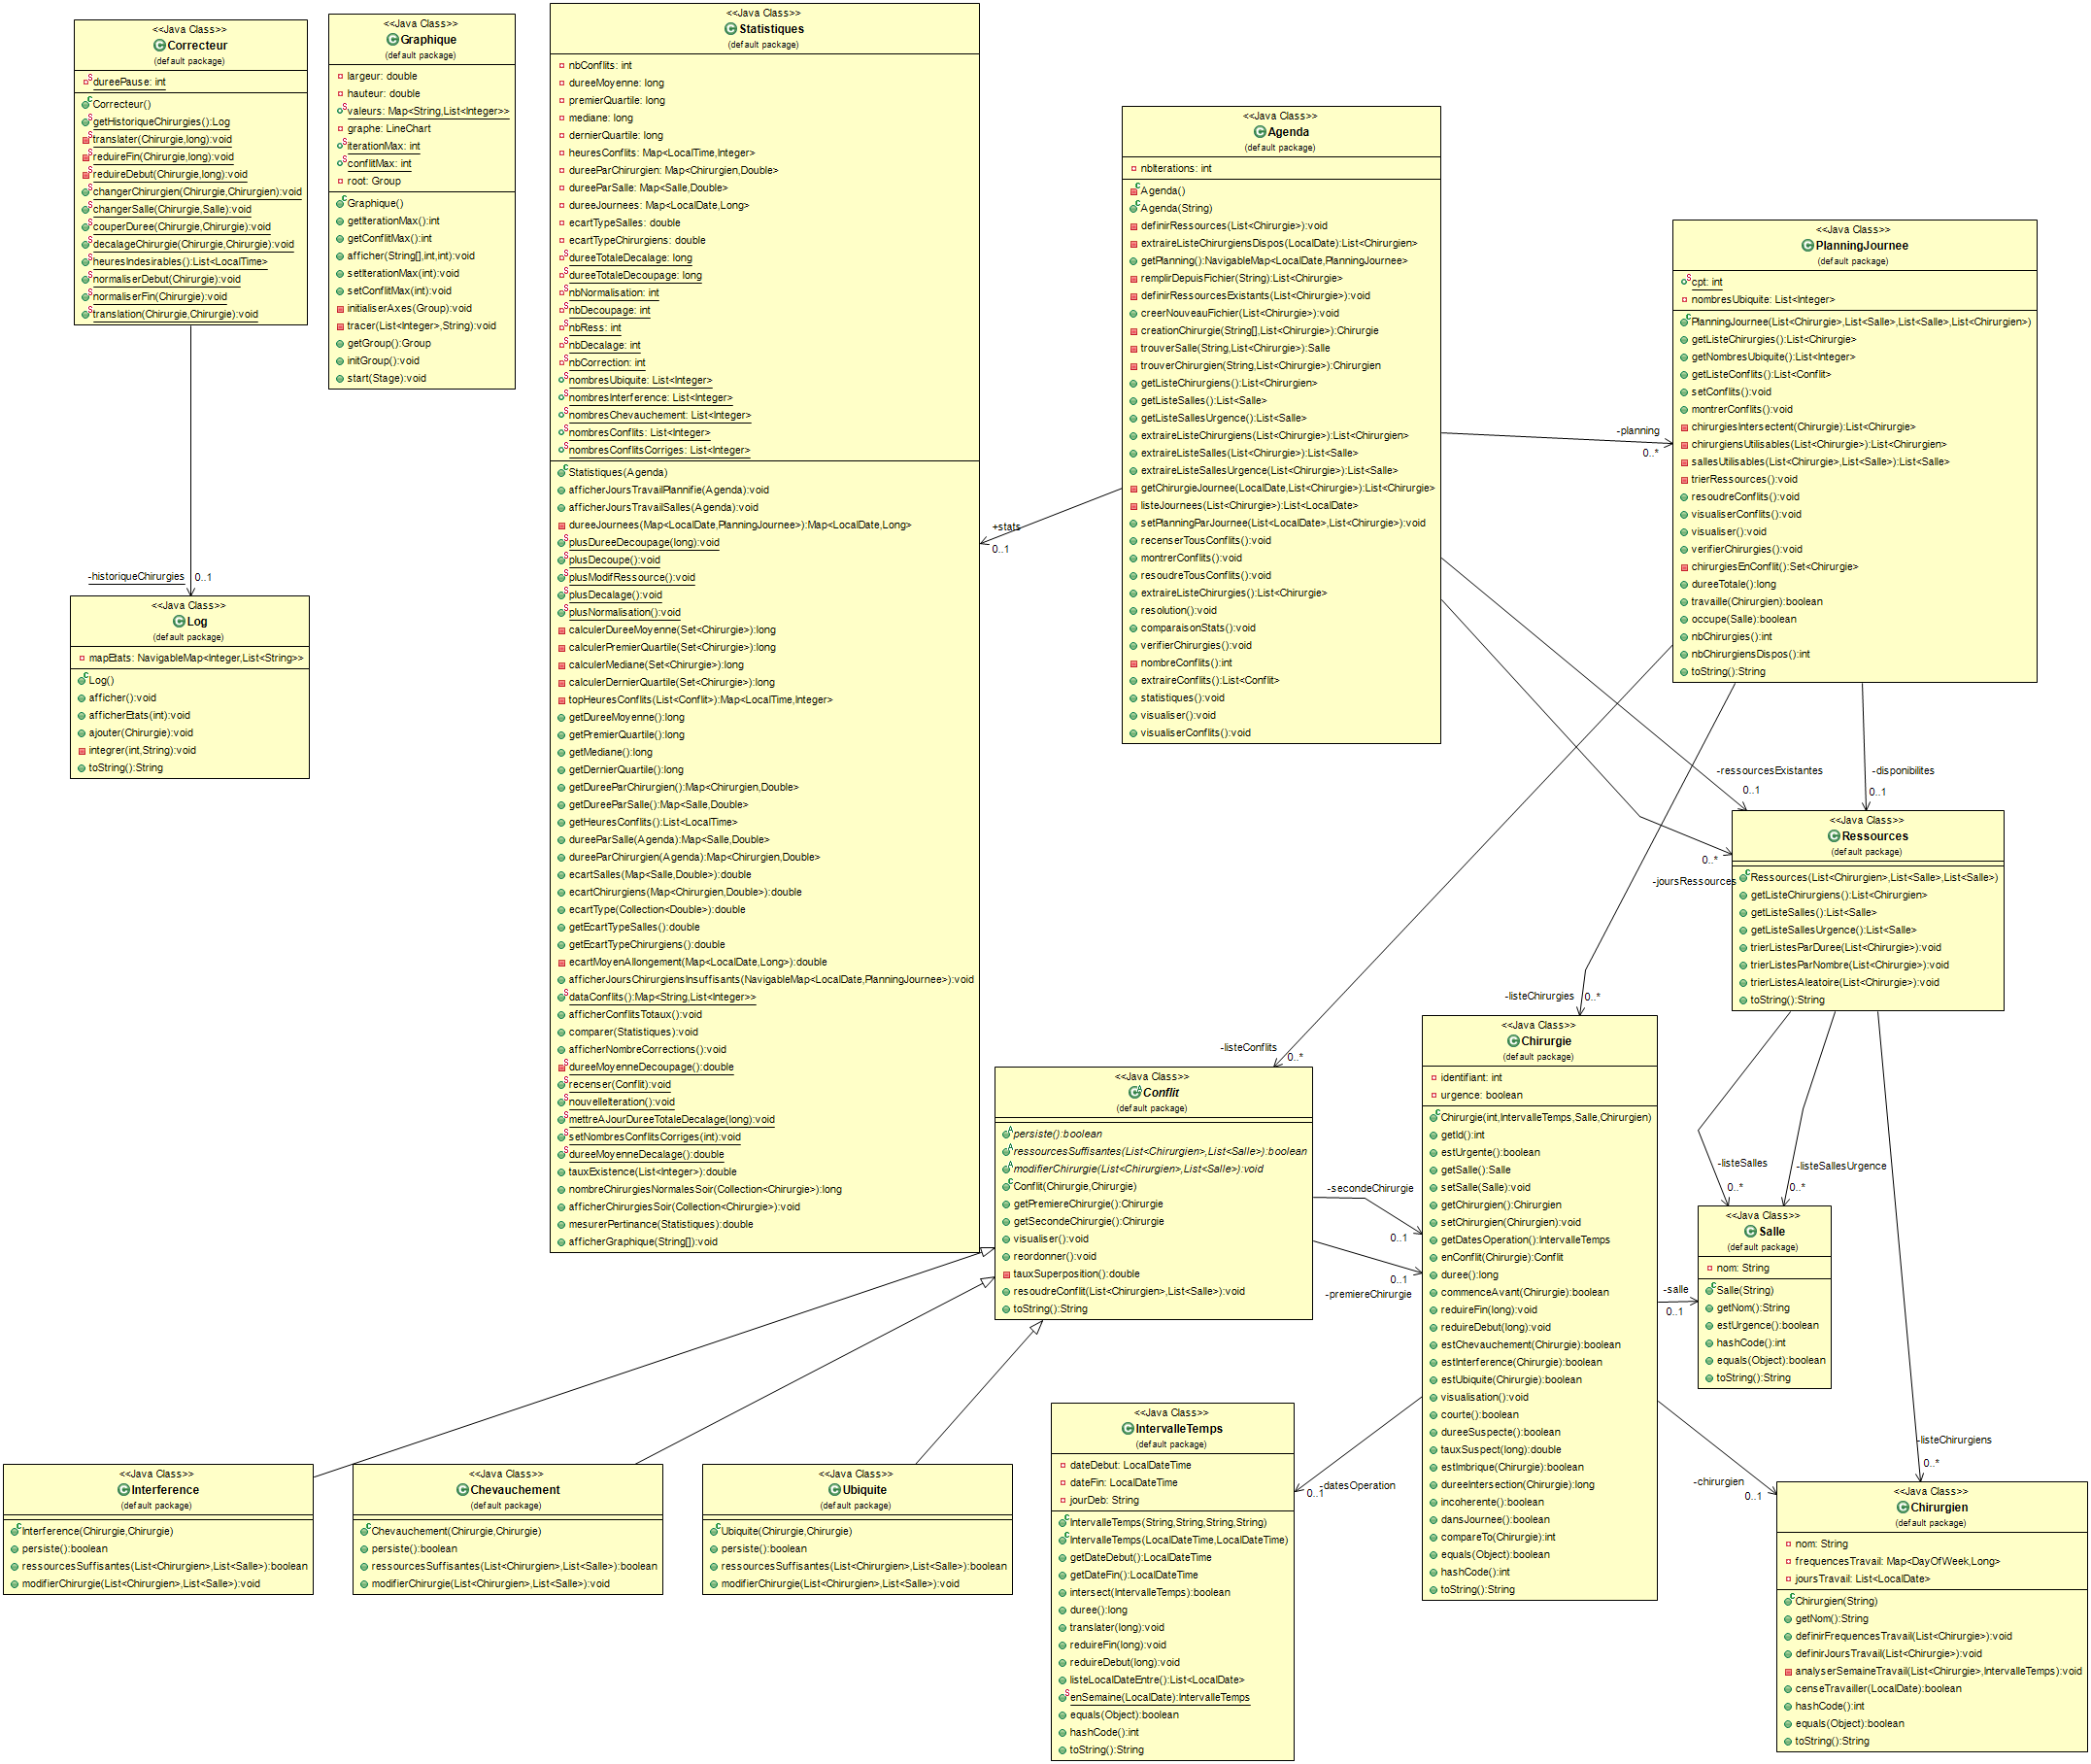 <<Java Class>>
Correcteur
(default package)
dureePause: int
Correcteur()
getHistoriqueChirurgies():Log
translater(Chirurgie,long):void
reduireFin(Chirurgie,long):void
reduireDebut(Chirurgie,long):void
changerChirurgien(Chirurgie,Chirurgien):void
changerSalle(Chirurgie,Salle):void
couperDuree(Chirurgie,Chirurgie):void
decalageChirurgie(Chirurgie,Chirurgie):void
heuresIndesirables():List<LocalTime>
normaliserDebut(Chirurgie):void
normaliserFin(Chirurgie):void
translation(Chirurgie,Chirurgie):void
-historiqueChirurgies
0..1
<<Java Class>>
Log
(default package)
mapEtats: NavigableMap<Integer,List<String>>
Log()
afficher():void
afficherEtats(int):void
ajouter(Chirurgie):void
integrer(int,String):void
toString():String
<<Java Class>>
Graphique
(default package)
largeur: double
hauteur: double
valeurs: Map<String,List<Integer>>
graphe: LineChart
iterationMax: int
conflitMax: int
root: Group
Graphique()
getIterationMax():int
getConflitMax():int
afficher(String[],int,int):void
setIterationMax(int):void
setConflitMax(int):void
initialiserAxes(Group):void
tracer(List<Integer>,String):void
getGroup():Group
initGroup():void
start(Stage):void
<<Java Class>>
Statistiques
(default package)
nbConflits: int
dureeMoyenne: long
premierQuartile: long
mediane: long
dernierQuartile: long
heuresConflits: Map<LocalTime,Integer>
dureeParChirurgien: Map<Chirurgien,Double>
dureeParSalle: Map<Salle,Double>
dureeJournees: Map<LocalDate,Long>
ecartTypeSalles: double
ecartTypeChirurgiens: double
dureeTotaleDecalage: long
dureeTotaleDecoupage: long
nbNormalisation: int
nbDecoupage: int
nbRess: int
nbDecalage: int
nbCorrection: int
nombresUbiquite: List<Integer>
nombresInterference: List<Integer>
nombresChevauchement: List<Integer>
nombresConflits: List<Integer>
nombresConflitsCorriges: List<Integer>
Statistiques(Agenda)
afficherJoursTravailPlannifie(Agenda):void
afficherJoursTravailSalles(Agenda):void
dureeJournees(Map<LocalDate,PlanningJournee>):Map<LocalDate,Long>
plusDureeDecoupage(long):void
plusDecoupe():void
plusModifRessource():void
plusDecalage():void
plusNormalisation():void
calculerDureeMoyenne(Set<Chirurgie>):long
calculerPremierQuartile(Set<Chirurgie>):long
calculerMediane(Set<Chirurgie>):long
calculerDernierQuartile(Set<Chirurgie>):long
topHeuresConflits(List<Conflit>):Map<LocalTime,Integer>
getDureeMoyenne():long
getPremierQuartile():long
getMediane():long
getDernierQuartile():long
getDureeParChirurgien():Map<Chirurgien,Double>
getDureeParSalle():Map<Salle,Double>
getHeuresConflits():List<LocalTime>
dureeParSalle(Agenda):Map<Salle,Double>
dureeParChirurgien(Agenda):Map<Chirurgien,Double>
ecartSalles(Map<Salle,Double>):double
ecartChirurgiens(Map<Chirurgien,Double>):double
ecartType(Collection<Double>):double
getEcartTypeSalles():double
getEcartTypeChirurgiens():double
ecartMoyenAllongement(Map<LocalDate,Long>):double
afficherJoursChirurgiensInsuffisants(NavigableMap<LocalDate,PlanningJournee>):void
dataConflits():Map<String,List<Integer>>
afficherConflitsTotaux():void
comparer(Statistiques):void
afficherNombreCorrections():void
dureeMoyenneDecoupage():double
recenser(Conflit):void
nouvelleIteration():void
mettreAJourDureeTotaleDecalage(long):void
setNombresConflitsCorriges(int):void
dureeMoyenneDecalage():double
tauxExistence(List<Integer>):double
nombreChirurgiesNormalesSoir(Collection<Chirurgie>):long
afficherChirurgiesSoir(Collection<Chirurgie>):void
mesurerPertinance(Statistiques):double
afficherGraphique(String[]):void
<<Java Class>>
Agenda
(default package)
nbIterations: int
Agenda()
Agenda(String)
definirRessources(List<Chirurgie>):void
extraireListeChirurgiensDispos(LocalDate):List<Chirurgien>
getPlanning():NavigableMap<LocalDate,PlanningJournee>
remplirDepuisFichier(String):List<Chirurgie>
definirRessourcesExistants(List<Chirurgie>):void
creerNouveauFichier(List<Chirurgie>):void
creationChirurgie(String[],List<Chirurgie>):Chirurgie
trouverSalle(String,List<Chirurgie>):Salle
trouverChirurgien(String,List<Chirurgie>):Chirurgien
getListeChirurgiens():List<Chirurgien>
getListeSalles():List<Salle>
getListeSallesUrgence():List<Salle>
extraireListeChirurgiens(List<Chirurgie>):List<Chirurgien>
extraireListeSalles(List<Chirurgie>):List<Salle>
extraireListeSallesUrgence(List<Chirurgie>):List<Salle>
getChirurgieJournee(LocalDate,List<Chirurgie>):List<Chirurgie>
listeJournees(List<Chirurgie>):List<LocalDate>
setPlanningParJournee(List<LocalDate>,List<Chirurgie>):void
recenserTousConflits():void
montrerConflits():void
resoudreTousConflits():void
extraireListeChirurgies():List<Chirurgie>
resolution():void
comparaisonStats():void
verifierChirurgies():void
nombreConflits():int
extraireConflits():List<Conflit>
statistiques():void
visualiser():void
visualiserConflits():void
+stats
0..1
-planning
0..*
<<Java Class>>
PlanningJournee
(default package)
cpt: int
nombresUbiquite: List<Integer>
PlanningJournee(List<Chirurgie>,List<Salle>,List<Salle>,List<Chirurgien>)
getListeChirurgies():List<Chirurgie>
getNombresUbiquite():List<Integer>
getListeConflits():List<Conflit>
setConflits():void
montrerConflits():void
chirurgiesIntersectent(Chirurgie):List<Chirurgie>
chirurgiensUtilisables(List<Chirurgie>):List<Chirurgien>
sallesUtilisables(List<Chirurgie>,List<Salle>):List<Salle>
trierRessources():void
resoudreConflits():void
visualiserConflits():void
visualiser():void
verifierChirurgies():void
chirurgiesEnConflit():Set<Chirurgie>
dureeTotale():long
travaille(Chirurgien):boolean
occupe(Salle):boolean
nbChirurgies():int
nbChirurgiensDispos():int
toString():String
-ressourcesExistantes
0..1
-disponibilites
0..1
0..*
-joursRessources
<<Java Class>>
Ressources
(default package)
Ressources(List<Chirurgien>,List<Salle>,List<Salle>)
getListeChirurgiens():List<Chirurgien>
getListeSalles():List<Salle>
getListeSallesUrgence():List<Salle>
trierListesParDuree(List<Chirurgie>):void
trierListesParNombre(List<Chirurgie>):void
trierListesAleatoire(List<Chirurgie>):void
toString():String
-listeChirurgies
0..*
-listeConflits
0..*
<<Java Class>>
Conflit
(default package)
persiste():boolean
ressourcesSuffisantes(List<Chirurgien>,List<Salle>):boolean
modifierChirurgie(List<Chirurgien>,List<Salle>):void
Conflit(Chirurgie,Chirurgie)
getPremiereChirurgie():Chirurgie
getSecondeChirurgie():Chirurgie
visualiser():void
reordonner():void
tauxSuperposition():double
resoudreConflit(List<Chirurgien>,List<Salle>):void
toString():String
-secondeChirurgie
0..1
0..1
-premiereChirurgie
<<Java Class>>
Chirurgie
(default package)
identifiant: int
urgence: boolean
Chirurgie(int,IntervalleTemps,Salle,Chirurgien)
getId():int
estUrgente():boolean
getSalle():Salle
setSalle(Salle):void
getChirurgien():Chirurgien
setChirurgien(Chirurgien):void
getDatesOperation():IntervalleTemps
enConflit(Chirurgie):Conflit
duree():long
commenceAvant(Chirurgie):boolean
reduireFin(long):void
reduireDebut(long):void
estChevauchement(Chirurgie):boolean
estInterference(Chirurgie):boolean
estUbiquite(Chirurgie):boolean
visualisation():void
courte():boolean
dureeSuspecte():boolean
tauxSuspect(long):double
estImbrique(Chirurgie):boolean
dureeIntersection(Chirurgie):long
incoherente():boolean
dansJournee():boolean
compareTo(Chirurgie):int
equals(Object):boolean
hashCode():int
toString():String
-listeSalles
0..*
-listeSallesUrgence
0..*
<<Java Class>>
Salle
(default package)
nom: String
Salle(String)
getNom():String
estUrgence():boolean
hashCode():int
equals(Object):boolean
toString():String
-salle
0..1
-listeChirurgiens
0..*
-chirurgien
0..1
-datesOperation
0..1
<<Java Class>>
Interference
(default package)
Interference(Chirurgie,Chirurgie)
persiste():boolean
ressourcesSuffisantes(List<Chirurgien>,List<Salle>):boolean
modifierChirurgie(List<Chirurgien>,List<Salle>):void
<<Java Class>>
Chevauchement
(default package)
Chevauchement(Chirurgie,Chirurgie)
persiste():boolean
ressourcesSuffisantes(List<Chirurgien>,List<Salle>):boolean
modifierChirurgie(List<Chirurgien>,List<Salle>):void
<<Java Class>>
Ubiquite
(default package)
Ubiquite(Chirurgie,Chirurgie)
persiste():boolean
ressourcesSuffisantes(List<Chirurgien>,List<Salle>):boolean
modifierChirurgie(List<Chirurgien>,List<Salle>):void
<<Java Class>>
IntervalleTemps
(default package)
dateDebut: LocalDateTime
dateFin: LocalDateTime
jourDeb: String
IntervalleTemps(String,String,String,String)
IntervalleTemps(LocalDateTime,LocalDateTime)
getDateDebut():LocalDateTime
getDateFin():LocalDateTime
intersect(IntervalleTemps):boolean
duree():long
translater(long):void
reduireFin(long):void
reduireDebut(long):void
listeLocalDateEntre():List<LocalDate>
enSemaine(LocalDate):IntervalleTemps
equals(Object):boolean
hashCode():int
toString():String
<<Java Class>>
Chirurgien
(default package)
nom: String
frequencesTravail: Map<DayOfWeek,Long>
joursTravail: List<LocalDate>
Chirurgien(String)
getNom():String
definirFrequencesTravail(List<Chirurgie>):void
definirJoursTravail(List<Chirurgie>):void
analyserSemaineTravail(List<Chirurgie>,IntervalleTemps):void
censeTravailler(LocalDate):boolean
hashCode():int
equals(Object):boolean
toString():String